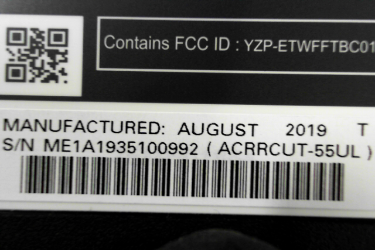 Contains FCC ID : YZP-ETWFFTBC01
MANUFACTURED: AUGUST 2019 T
S/N ME1A1935100992 ( ACRRCUT-55UL )